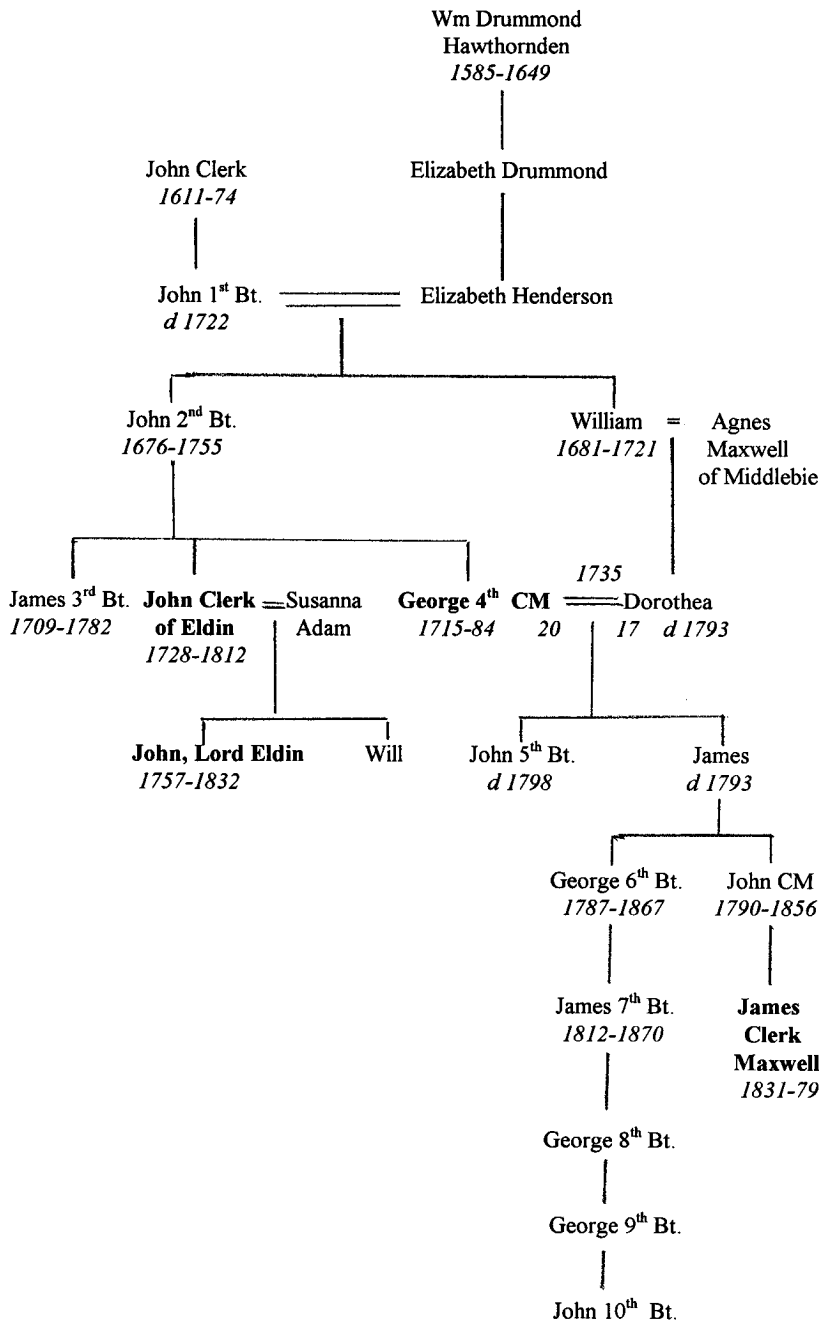 Wm Drummond
Hawthornden
1585-1649
John Clerk
1611-74
Elizabeth Drummond
John 1st Bt.
d 1722
Elizabeth Henderson
John 2nd Bt.
1676-1755
William = Agnes
1681-1721 Maxwell
of Middlebie
James 3rd Bt.
1709-1782
John Clerk = Susanna
of Eldin Adam
1728-1812
1735
George 4th CM Dorothea
1715-84 20 17 d 1793
John, Lord Eldin
1757-1832
Will
John 5th Bt.
d 1798
James
d 1793
George 6th Bt.
1787-1867
John CM
1790-1856
James 7th Bt.
1812-1870
James
Clerk
Maxwell
1831-79
George 8th Bt.
George 9th Bt.
John 10th Bt.